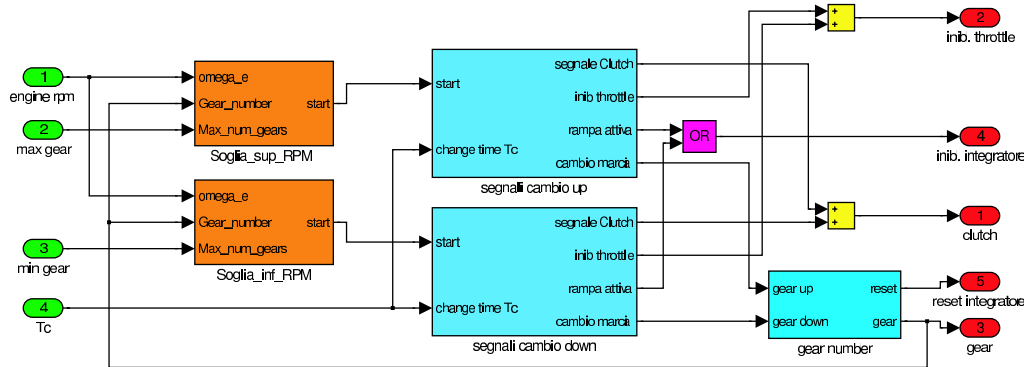 1
engine rpm
2
max gear
3
min gear
4
Tc
omega_e
Gear_number
Max_num_gears
start
Soglia_sup_RPM
omega_e
Gear_number
Max_num_gears
start
Soglia_inf_RPM
start
change time Tc
segnale Clutch
inib throttle
rampa attiva
cambio marcia
segnali cambio up
start
change time Tc
segnale Clutch
inib throttle
rampa attiva
cambio marcia
segnali cambio down
+
+
OR
+
+
gear up
gear down
reset
gear
gear number
2
inib. throttle
4
inib. integratore
1
clutch
5
reset integratore
3
gear